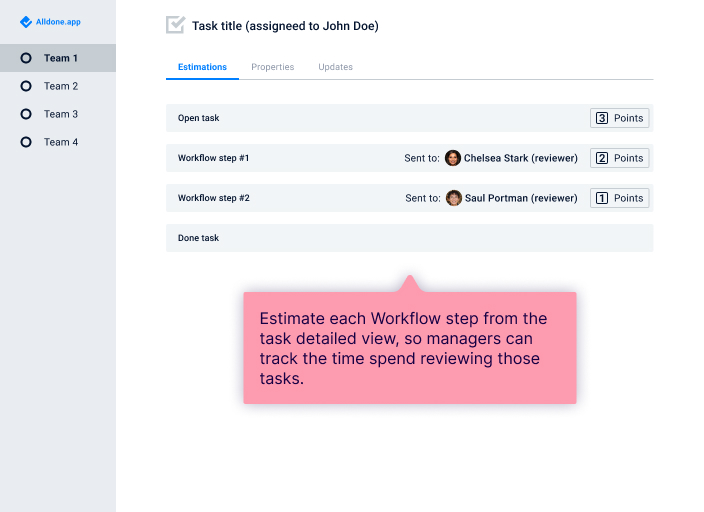 Alldone.app
Task title (assigneed to John Doe)
Team 1
Team 2
Team 3
Team 4
Estimations Properties Updates
Open task 3 Points
Workflow step #1 Sent to: Chelsea Stark (reviewer) 2 Points
Workflow step #2 Sent to: Saul Portman (reviewer) 1 Points
Done task
Estimate each Workflow step from the
task detailed view, so managers can
track the time spend reviewing those
tasks.